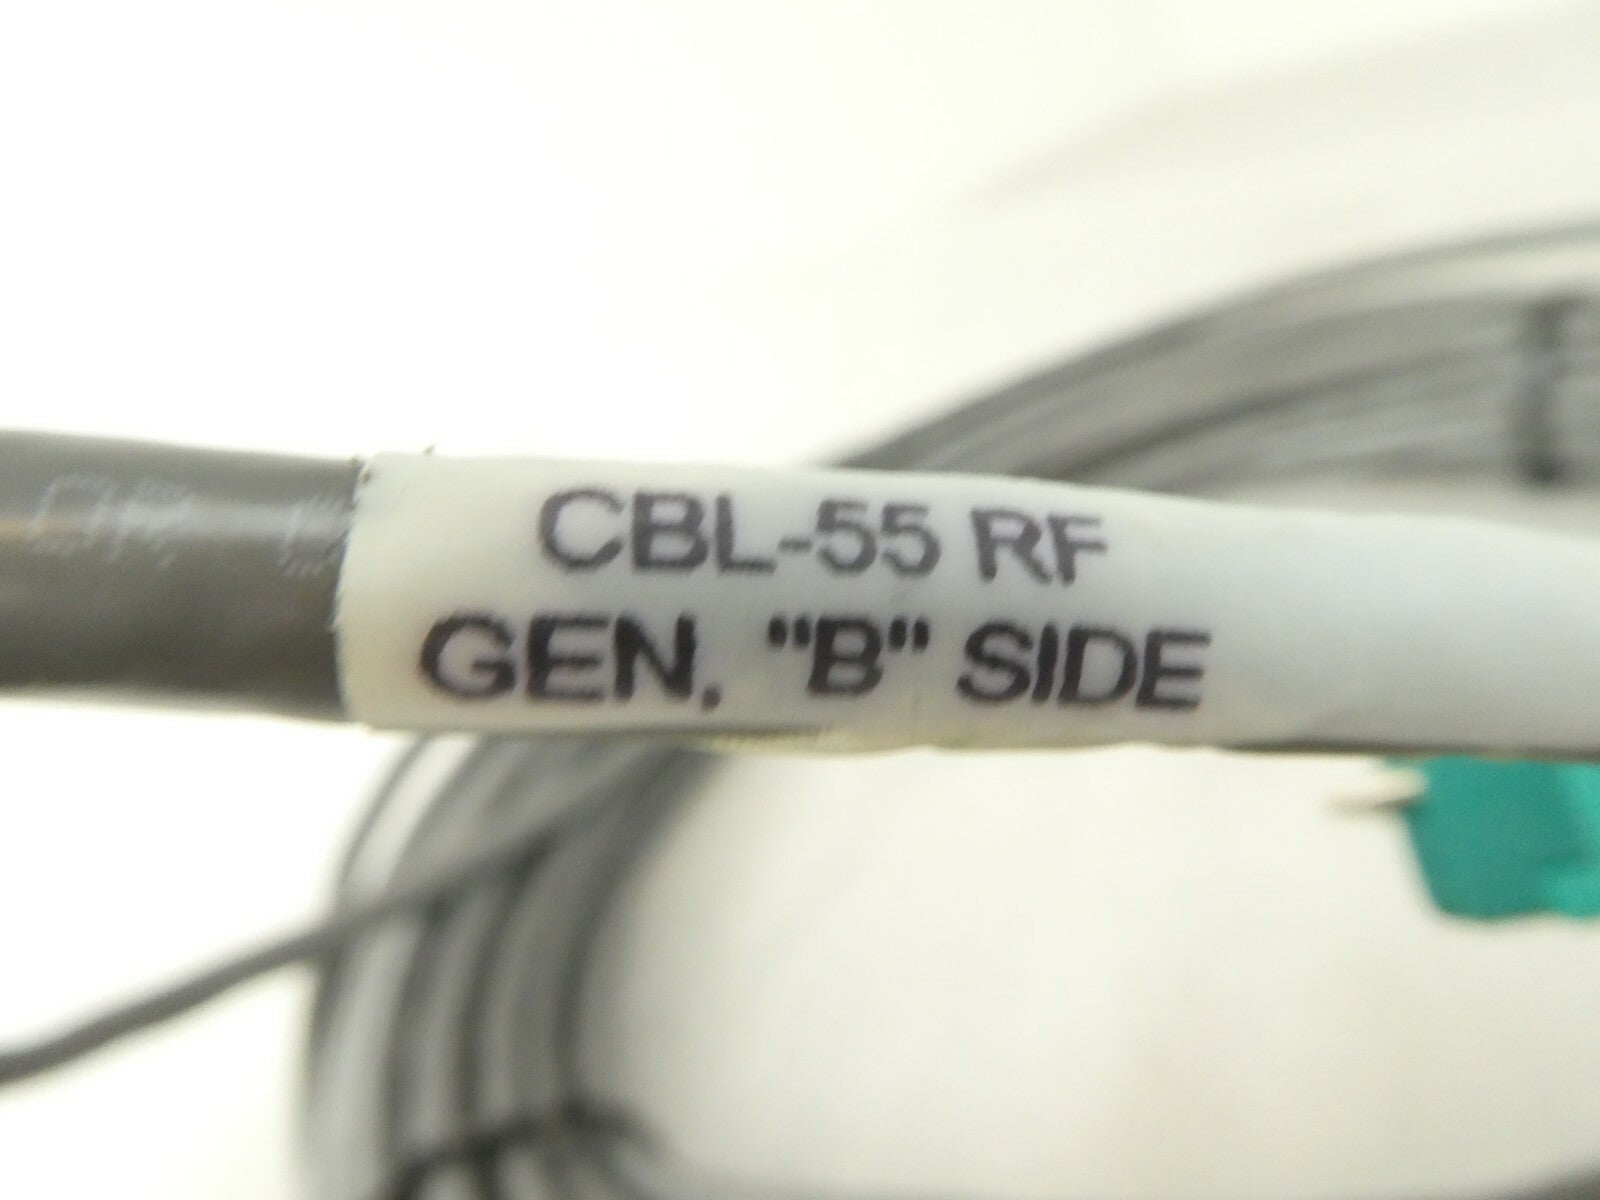 CBL-55 RF
GEN, "B" SIDE